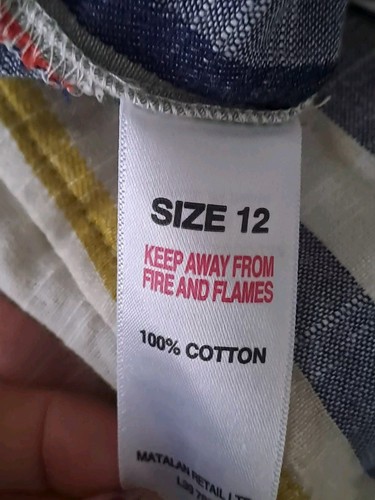 SIZE 12
KEEP AWAY FROM
FIRE AND FLAMES
100% COTTON
MATALAN RETAIL